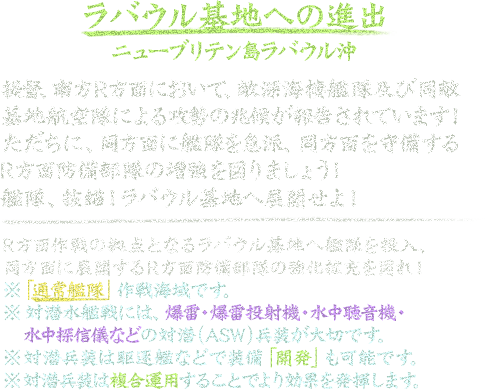 ラバウル基地への進出
ニューブリテン島ラバウル沖
提督、南方R方面において、敵深海棲艦隊及び同敵
基地航空隊による攻勢の兆候が報告されています!
ただちに、同方面に艦隊を急派、同方面を守備する
R方面防備部隊の増強を図りましょう!
艦隊、抜錨!ラバウル基地へ展開せよ!
R方面作戦の拠点となるラバウル基地へ艦隊を投入、
同方面に展開するR方面防備部隊の強化拡充を図れ!
※「通常艦隊」作戦海域です。
※対潜水艦戦には、爆雷・爆雷投射機・水中聴音機・
水中探信儀などの対潜(ASW)兵装が大切です。
※対潜兵装は駆逐艦などで装備「開発」も可能です。
※対潜兵装は複合運用することでより効果を発揮します。